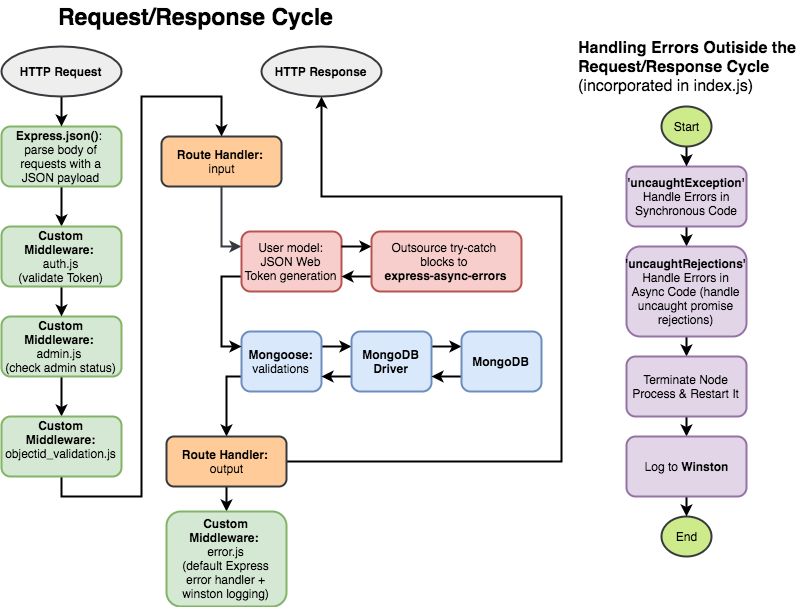 Request/Response Cycle
HTTP Request
Express.json():
parse body of
requests with a
JSON payload
Custom
Middleware:
auth.js
(validate Token)
Custom
Middleware:
admin.js
(check admin status)
Custom
Middleware:
objectid_validation.js
HTTP Response
Route Handler:
input
User model:
JSON Web
Token generation
Outsource try-catch
blocks to
express-async-errors
Mongoose:
validations
MongoDB
Driver
MongoDB
Route Handler:
output
Custom
Middleware:
error.js
(default Express
error handler +
winston logging)
Handling Errors Outiside the
Request/Response Cycle
(incorporated in index.js)
Start
'uncaughtException'
Handle Errors in
Synchronous Code
'uncaughtRejections'
Handle Errors in
Async Code (handle
uncaught promise
rejections)
Terminate Node
Process & Restart It
Log to Winston
End